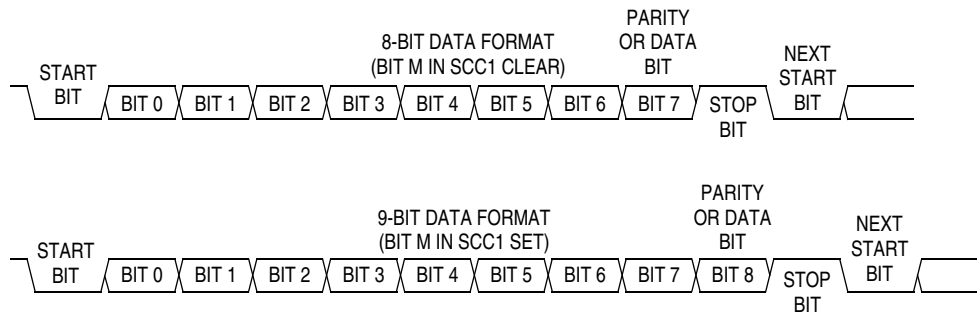 8-BIT DATA FORMAT
(BIT M IN SCC1 CLEAR)
PARITY
OR DATA
BIT
START
BIT
BIT 0
BIT 1
BIT 2
BIT 3
BIT 4
BIT 5
BIT 6
BIT 7
STOP
BIT
NEXT
START
BIT
9-BIT DATA FORMAT
(BIT M IN SCC1 SET)
PARITY
OR DATA
BIT
START
BIT
BIT 0
BIT 1
BIT 2
BIT 3
BIT 4
BIT 5
BIT 6
BIT 7
BIT 8
STOP
BIT
NEXT
START
BIT